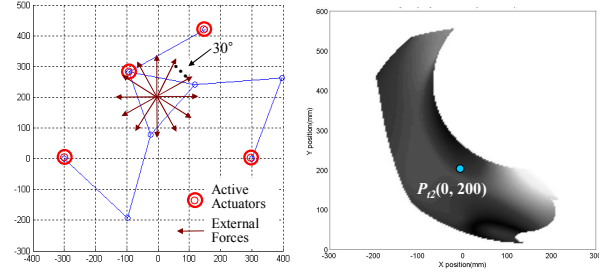 500
400
300
200
100
0
-100
-200
300
-400 -300 -200 -100 0 100 200 300 400
30°
Active
Actuators
External
Forces
600
500
400
300
200
100
0
-300 -200 -100 0 100 200 300
Y position(mm)
X position(mm)
Pt2(0, 200)